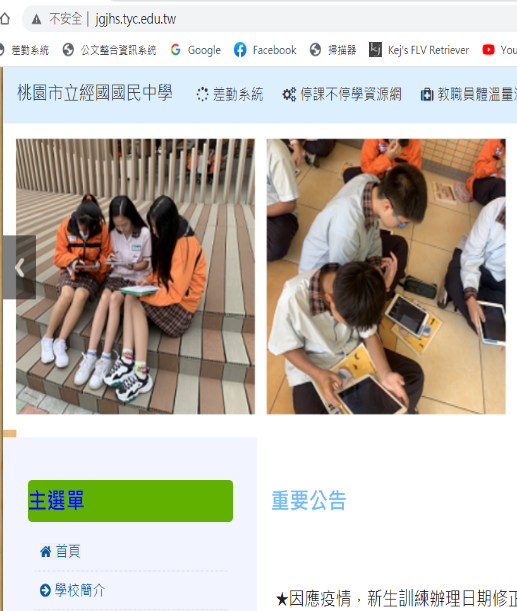 不安全 | jgjhs.tyc.edu.tw
差勤系統 公文整合資訊系統 Google Facebook 掃描器 Kej's FLV Retriever You
桃園市立經國國民中學 差勤系統 停課不停學資源網 教職員體溫量
主選單
重要公告
首頁
學校簡介
★因應疫情，新生訓練辦理日期修正